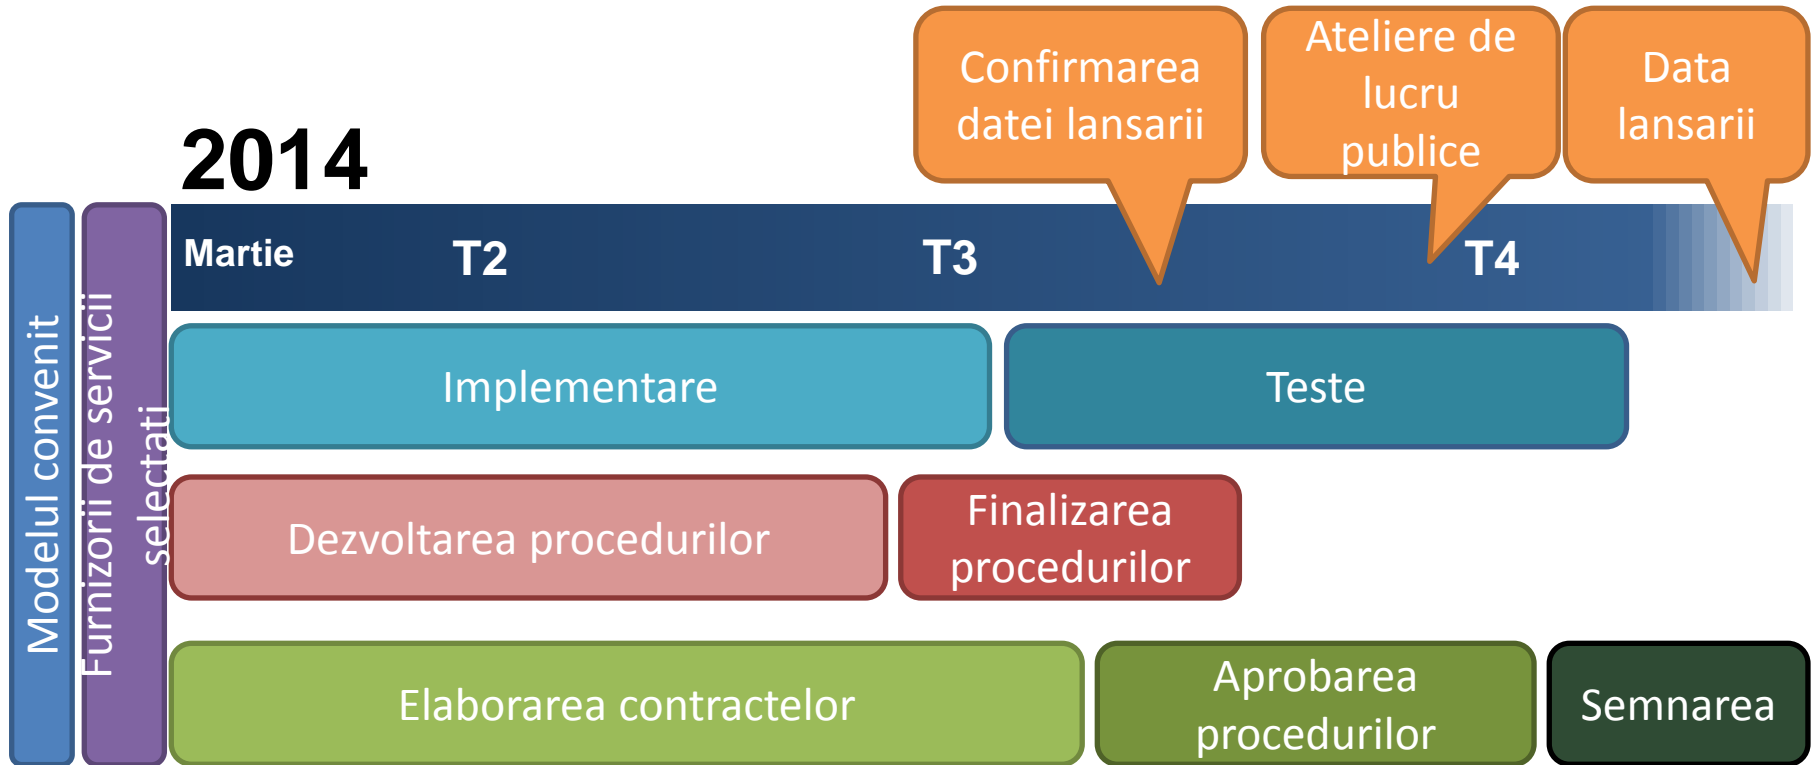 Confirmarea
datei lansarii
Ateliere de
lucru
publice
Data
lansarii
2014
Martie
T2
T3
T4
Modelul convenit
Furnizorii de servicii
selectati
Implementare
Teste
Dezvoltarea procedurilor
Finalizarea
procedurilor
Elaborarea contractelor
Aprobarea
procedurilor
Semnarea